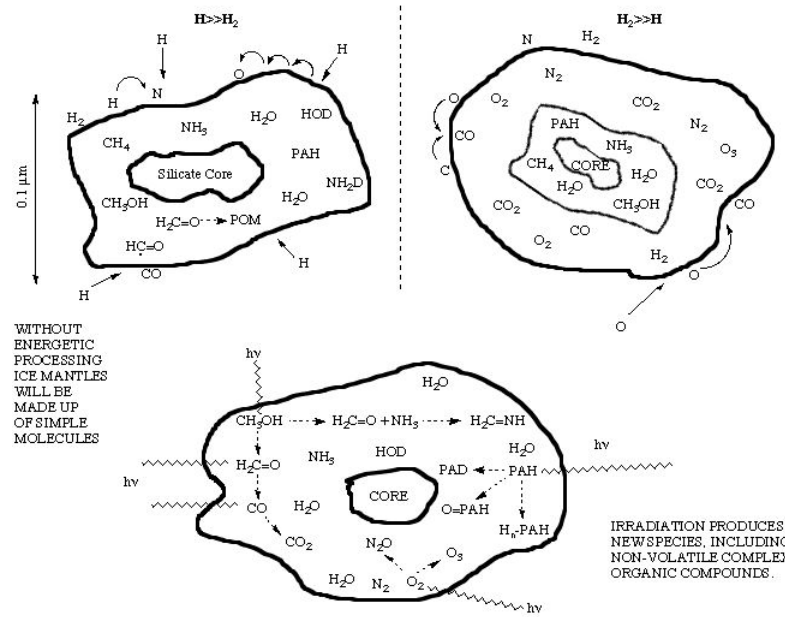 H>>H2
H2>>H
H
H
O
N
H2
H
N
H2
H2O
HOD
NH3
CH4
PAH
Silicate Core
NH2D
H2O
CH3OH
H2C=O
POM
HC=O
CO
H
H
0.1 μm
N2
O
O2
CO2
N2
CO
PAH
NH3
O3
CH4
CORE
H2O
H2O
CO2
C
CH3OH
CO
CO2
CO
O2
H2
O
O
WITHOUT
ENERGETIC
PROCESSING
ICE MANTLES
WILL BE
MADE UP
OF SIMPLE
MOLECULES
hν
H2O
CH3OH
H2C=O + NH3
H2C=NH
H2C=O
NH3
HOD
H2O
hν
PAD
PAH
hν
CORE
CO
H2O
O=PAH
CO2
N2O
O3
Hn-PAH
H2O
N2
O2
hν
IRRADIATION PRODUCES
NEW SPECIES, INCLUDING
NON-VOLATILE COMPLEX
ORGANIC COMPOUNDS.